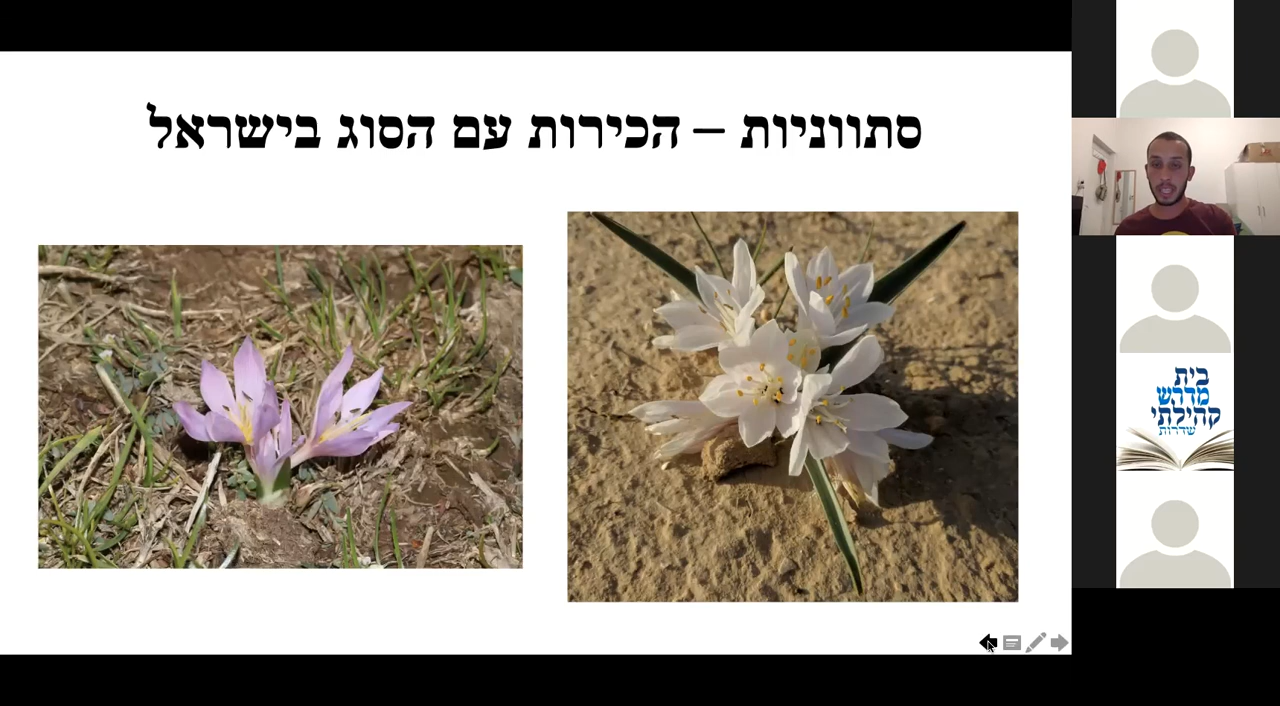 סתווניות – הכירות עם הסוג בישראל
בית
מדרש
קהילתי
שדרות